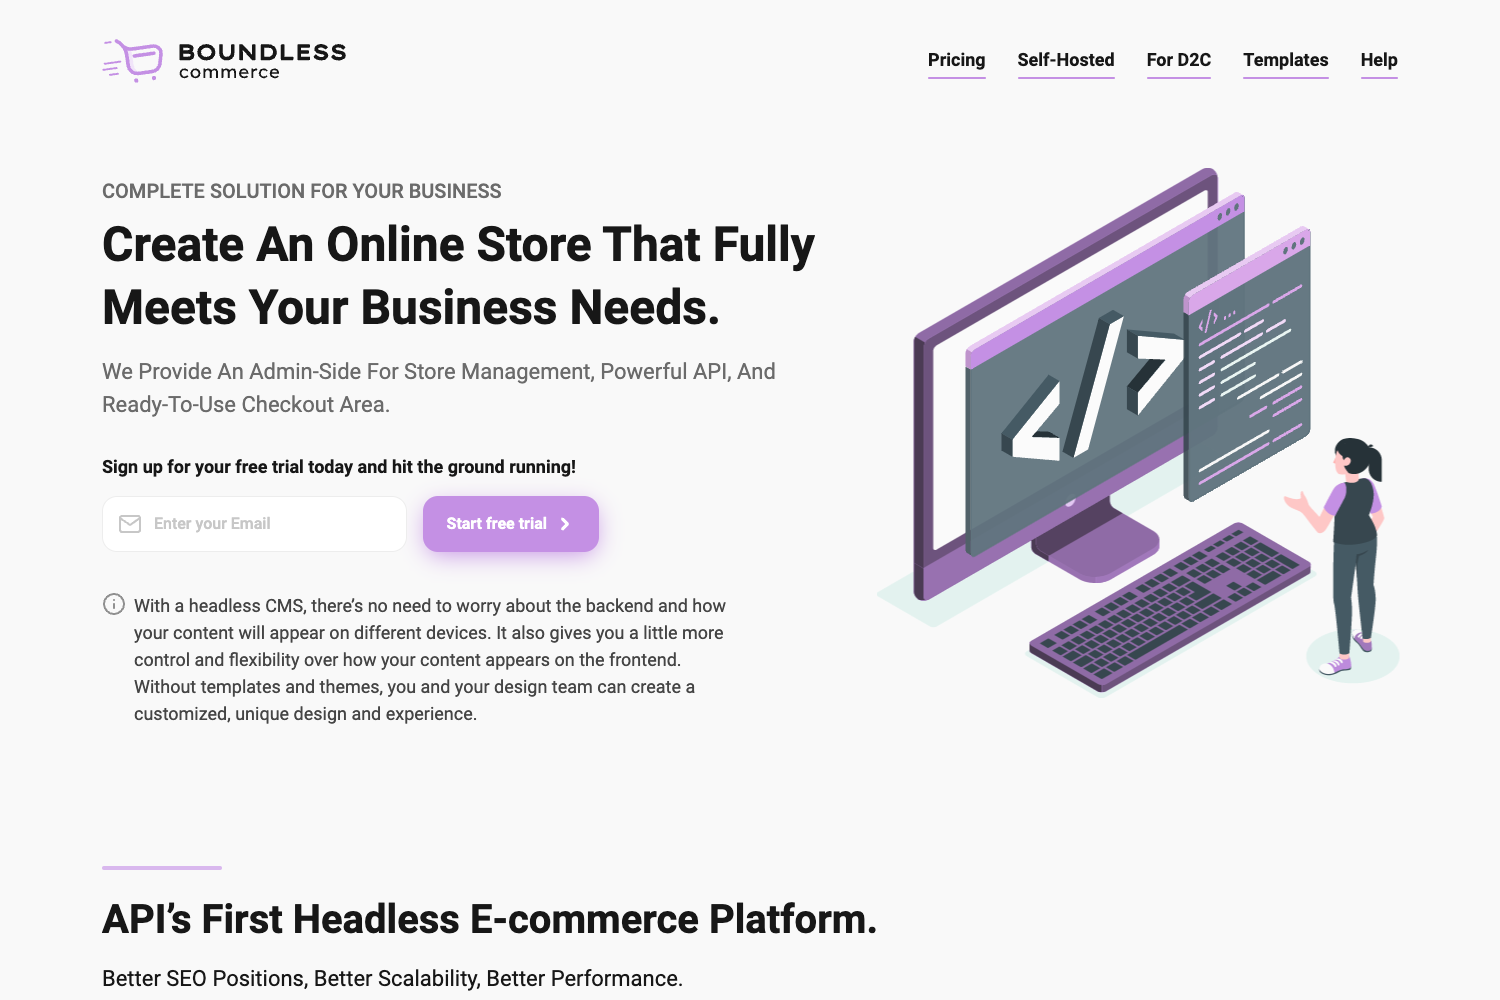 BOUNDLESS
commerce
Pricing
Self-Hosted
For D2C
Templates
Help
COMPLETE SOLUTION FOR YOUR BUSINESS
Create An Online Store That Fully
Meets Your Business Needs.
We Provide An Admin-Side For Store Management, Powerful API, And
Ready-To-Use Checkout Area.
Sign up for your free trial today and hit the ground running!
Enter your Email
Start free trial
With a headless CMS, there’s no need to worry about the backend and how
your content will appear on different devices. It also gives you a little more
control and flexibility over how your content appears on the frontend.
Without templates and themes, you and your design team can create a
customized, unique design and experience.
</> 
</> ...
API’s First Headless E-commerce Platform.
Better SEO Positions, Better Scalability, Better Performance.